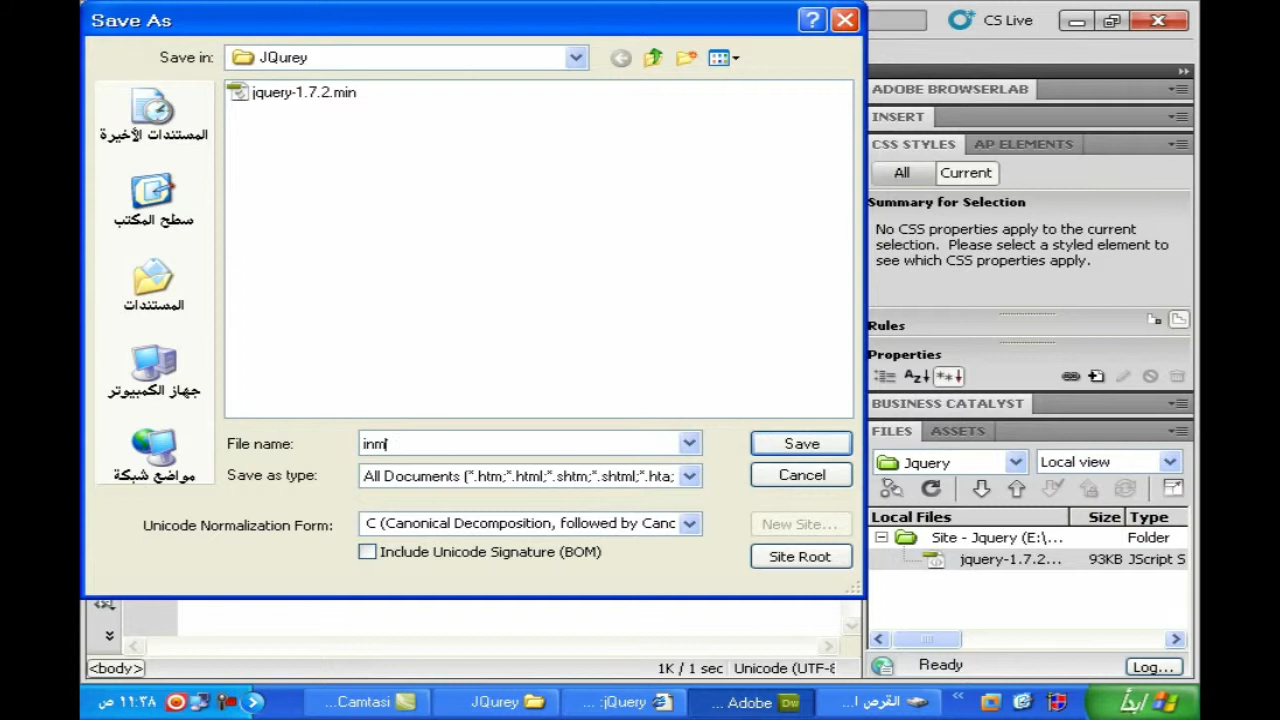 Save As
CS Live
Save in:
JQurey
jquery-1.7.2.min
المستندات الأخيرة
سطح المكتب
المستندات
جهاز الكمبيوتر
مواضع شبكة
File name:
inm
Save
Save as type:
All Documents (*.htm;*.html;*.shtm;*.shtml;*.hta;
Cancel
Unicode Normalization Form:
C (Canonical Decomposition, followed by Canc
New Site...
Include Unicode Signature (BOM)
Site Root
ADOBE BROWSERLAB
INSERT
CSS STYLES
AP ELEMENTS
All
Current
Summary for Selection
No CSS properties apply to the current
selection. Please select a styled element to
see which CSS properties apply.
Rules
Properties
BUSINESS CATALYST
FILES
ASSETS
Jquery
Local view
Local Files
Size
Type
Site - Jquery (E:\...
Folder
jquery-1.7.2...
93KB
JScript S
<body>
1K / 1 sec
Unicode (UTF-8
Ready
Log...
١١:٣٨ ص
...Camtasi
JQurey
...:jQuery
... Adobe
القرص ا...
ابدأ